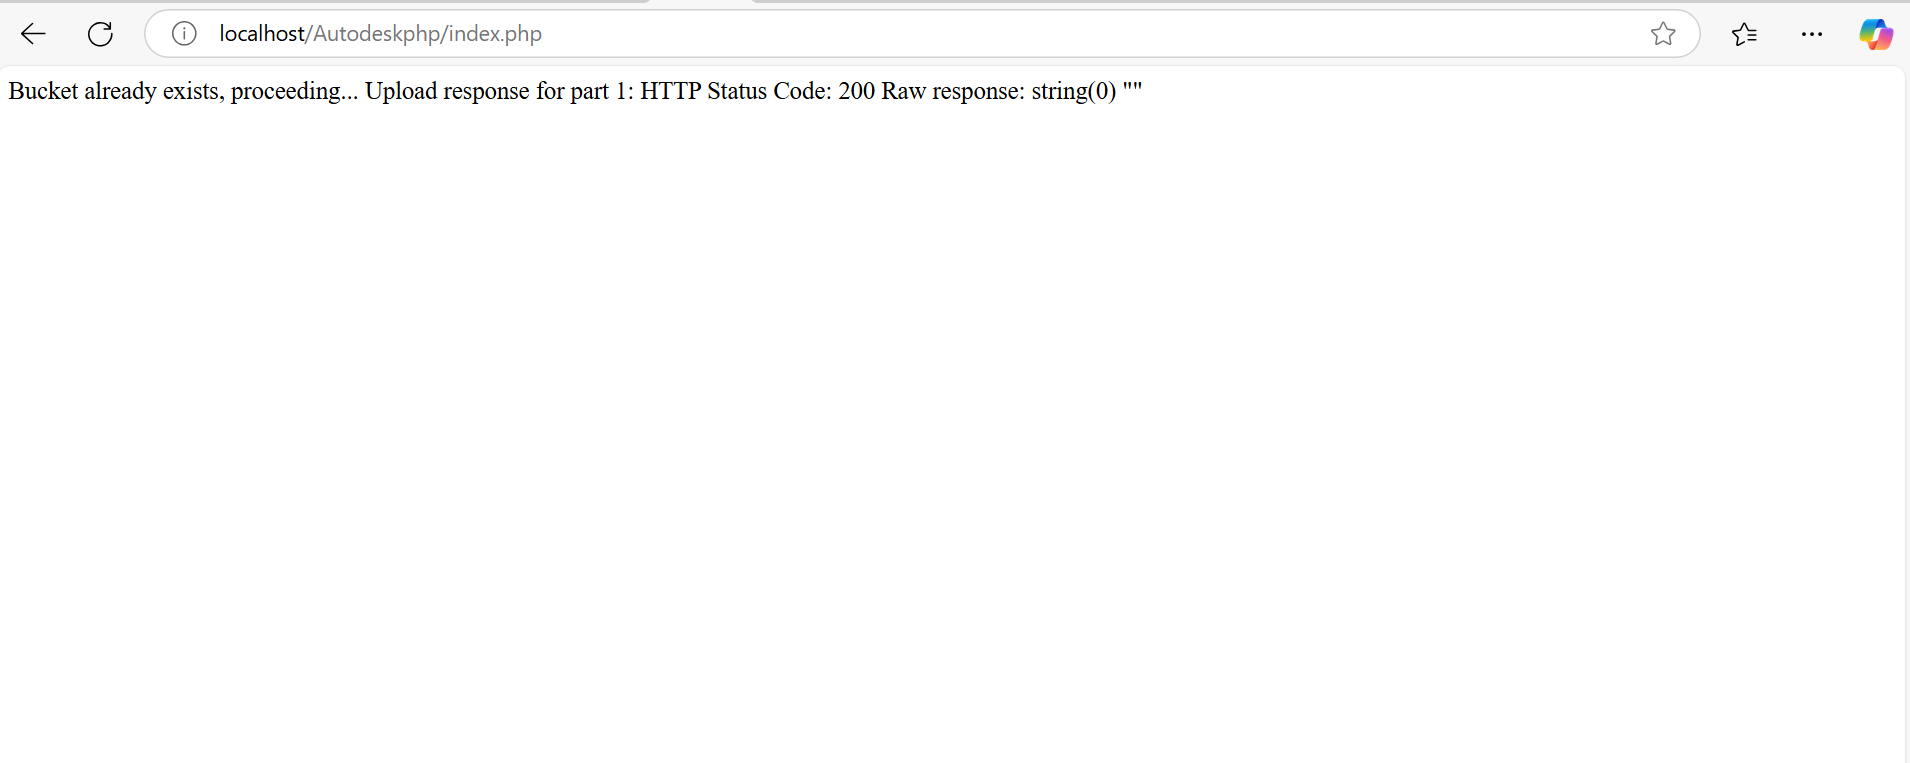 localhost/Autodeskphp/index.php
Bucket already exists, proceeding... Upload response for part 1: HTTP Status Code: 200 Raw response: string(0) ""